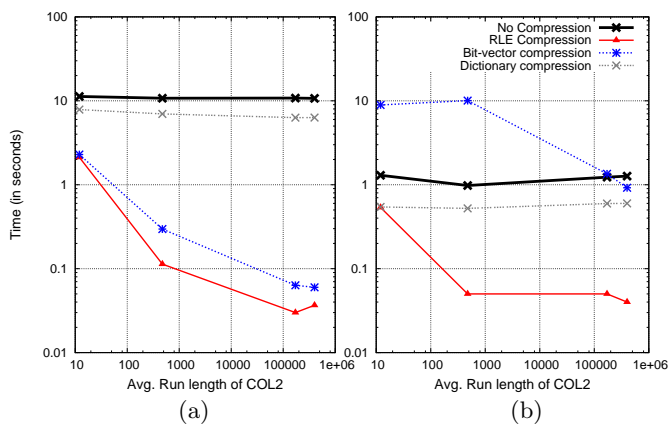 100
10
1
0.1
0.01
Time (in seconds)
10 100 1000 10000 100000 1e+06
Avg. Run length of COL2
(a)
100
10
1
0.1
0.01
No Compression
RLE Compression
Bit-vector compression
Dictionary compression
10 100 1000 10000 100000 1e+06
Avg. Run length of COL2
(b)